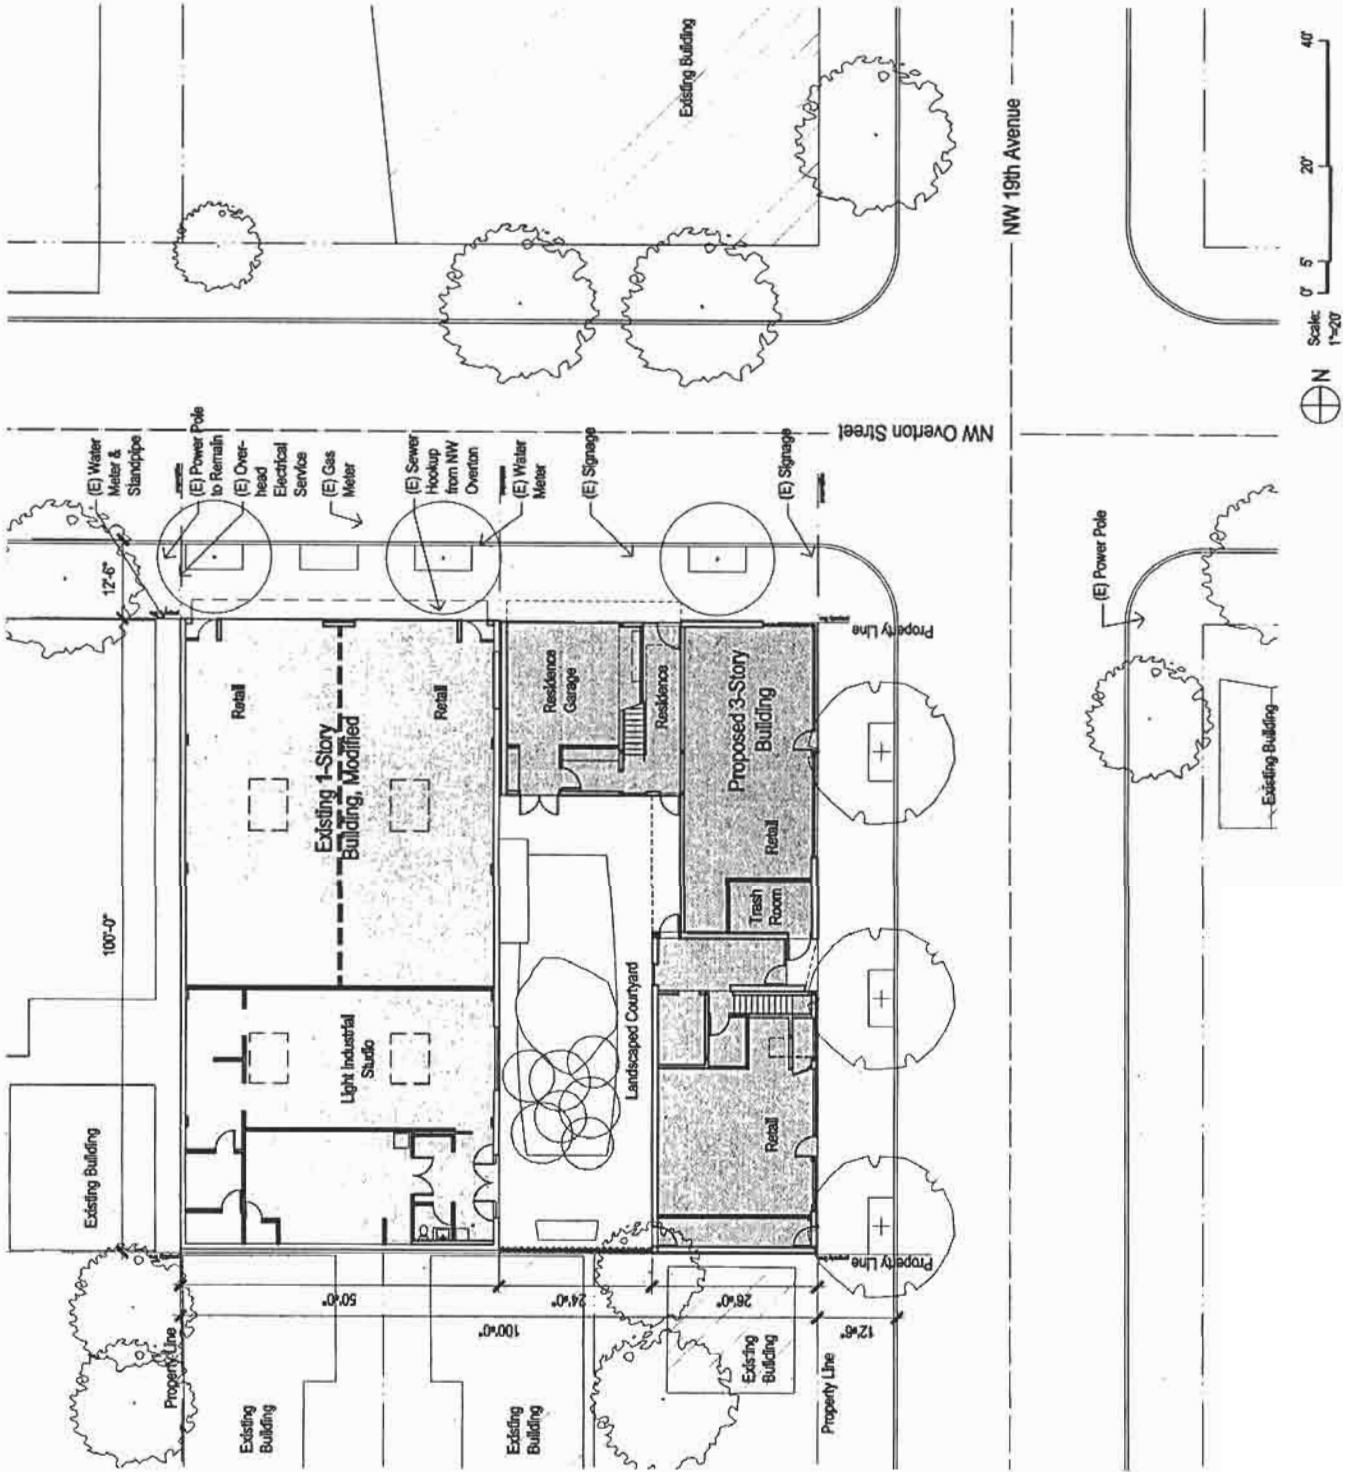 Existing Building
NW 19th Avenue
40'
20'
5'
0'
Scale:
1"=20'
N
NW Overton Street
(E) Water
Meter &
Standpipe
(E) Power Pole
to Remain
(E) Over-
head
Electrical
Service
(E) Gas
Meter
(E) Sewer
Hookup
from NW
Overton
(E) Water
Meter
(E) Signage
(E) Signage
(E) Power Pole
12'-6"
Property Line
Retail
Retail
Existing 1-Story
Building, Modified
Residence
Garage
Residence
Proposed 3-Story
Building
Retail
Trash
Room
Existing Building
100'-0"
Light Industrial
Studio
Landscaped Courtyard
Retail
Existing Building
Property Line
50'-0"
24'-0"
26'-0"
100'-0"
12'-6"
Property Line
Existing
Building
Existing
Building
Existing
Building
Property Line